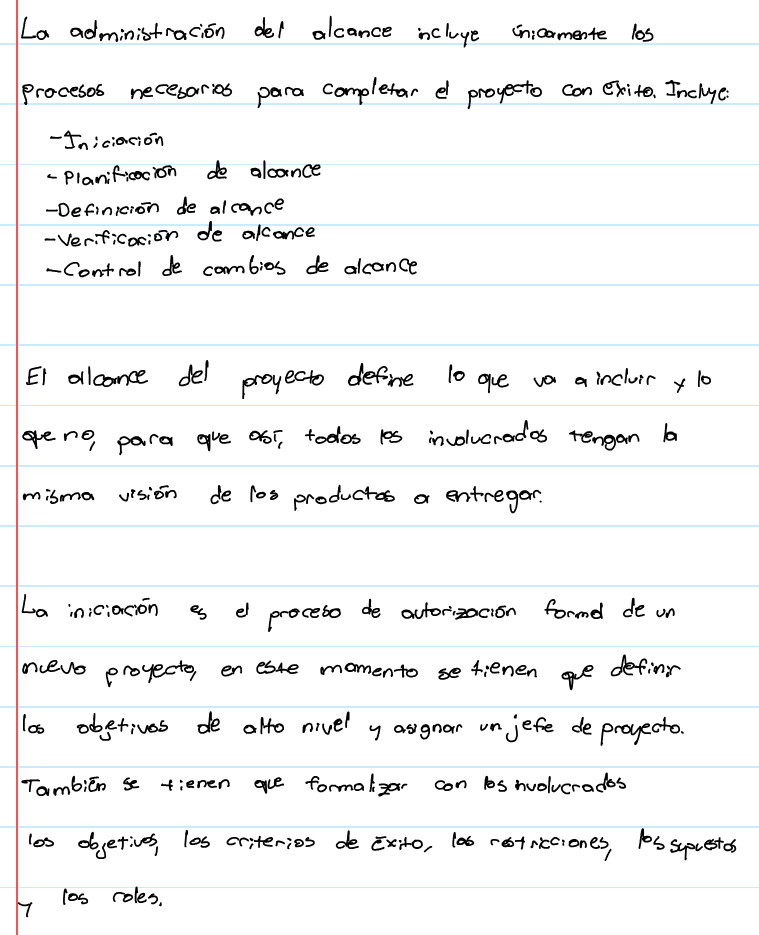 La administración del alcance incluye únicamente los
procesos necesarios para completar el proyecto con éxito. Incluye:
-Iniciación
- Planificación de alcance
-Definición de alcance
-Verificación de alcance
-Control de cambios de alcance
El alcance del proyecto define lo que va a incluir y lo
que no, para que así, todos los involucrados tengan la
misma visión de los productos a entregar.
La iniciación es el proceso de autorización formal de un
nuevo proyecto, en este momento se tienen que definir
los objetivos de alto nivel y asignar un jefe de proyecto.
También se tienen que formalizar con los involucrados
los objetivos, los criterios de éxito, las restricciones, los supuestos
y los roles.